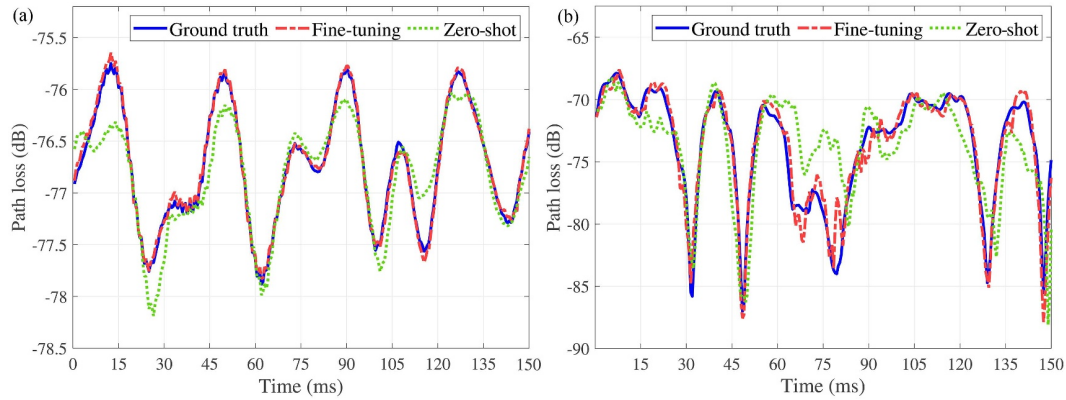 (a)
Ground truth Fine-tuning Zero-shot
-75.5
-76
-76.5
-77
-77.5
-78
-78.5
Path loss (dB)
0 15 30 45 60 75 90 105 120 135 150
Time (ms)
(b)
Ground truth Fine-tuning Zero-shot
-65
-70
-75
-80
-85
-90
Path loss (dB)
15 30 45 60 75 90 105 120 135 150
Time (ms)